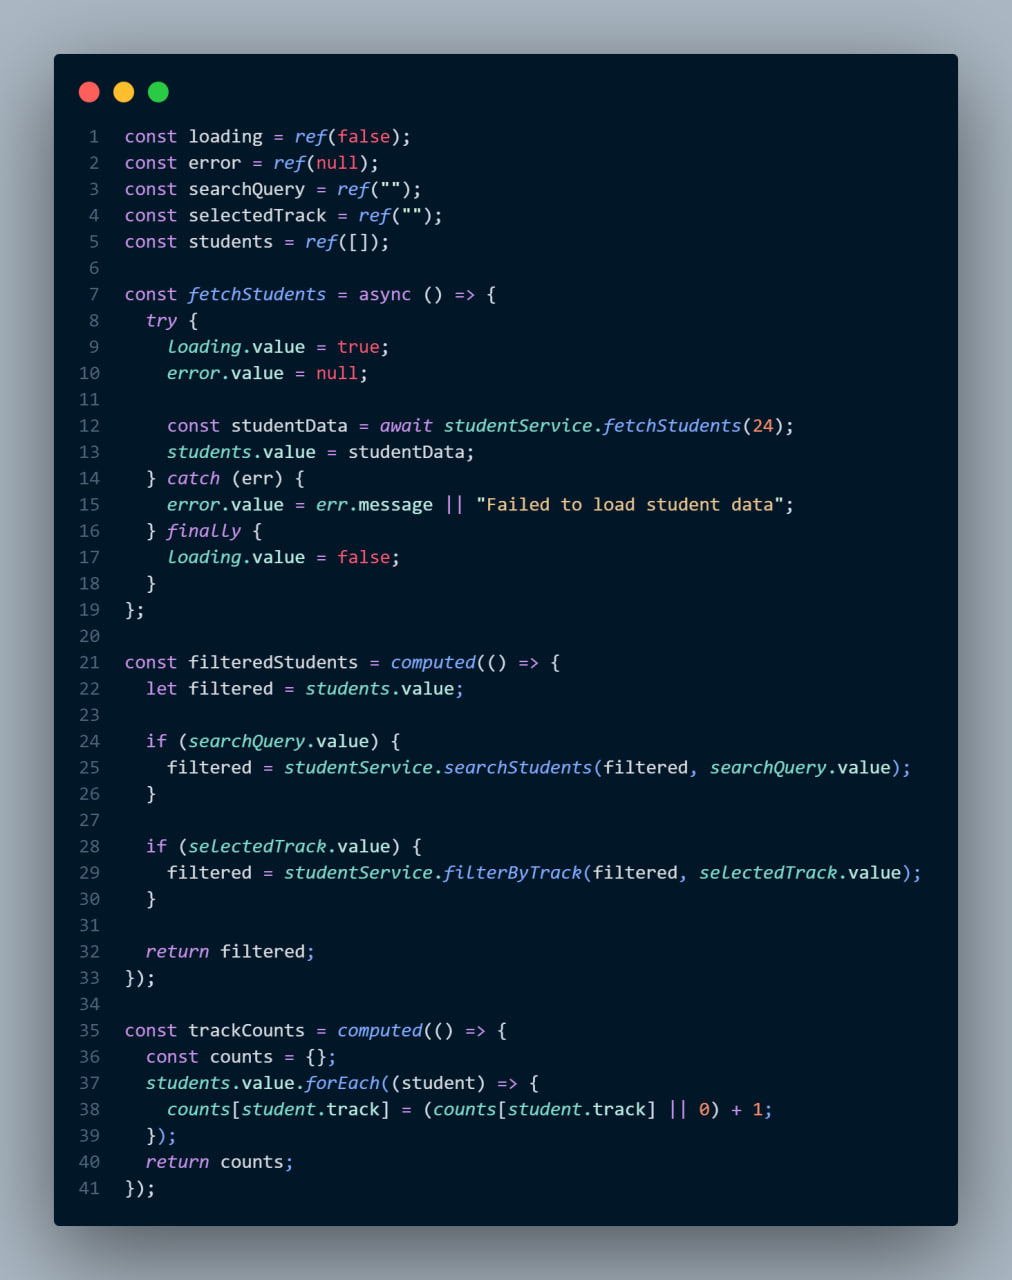 1 const loading = ref(false);
2 const error = ref(null);
3 const searchQuery = ref("");
4 const selectedTrack = ref("");
5 const students = ref([]);
6
7 const fetchStudents = async () => {
8   try {
9     loading.value = true;
10     error.value = null;
11
12     const studentData = await studentService.fetchStudents(24);
13     students.value = studentData;
14   } catch (err) {
15     error.value = err.message || "Failed to load student data";
16   } finally {
17     loading.value = false;
18   }
19 };
20
21 const filteredStudents = computed(() => {
22   let filtered = students.value;
23
24   if (searchQuery.value) {
25     filtered = studentService.searchStudents(filtered, searchQuery.value);
26   }
27
28   if (selectedTrack.value) {
29     filtered = studentService.filterByTrack(filtered, selectedTrack.value);
30   }
31
32   return filtered;
33 });
34
35 const trackCounts = computed(() => {
36   const counts = {};
37   students.value.forEach((student) => {
38     counts[student.track] = (counts[student.track] || 0) + 1;
39   });
40   return counts;
41 });